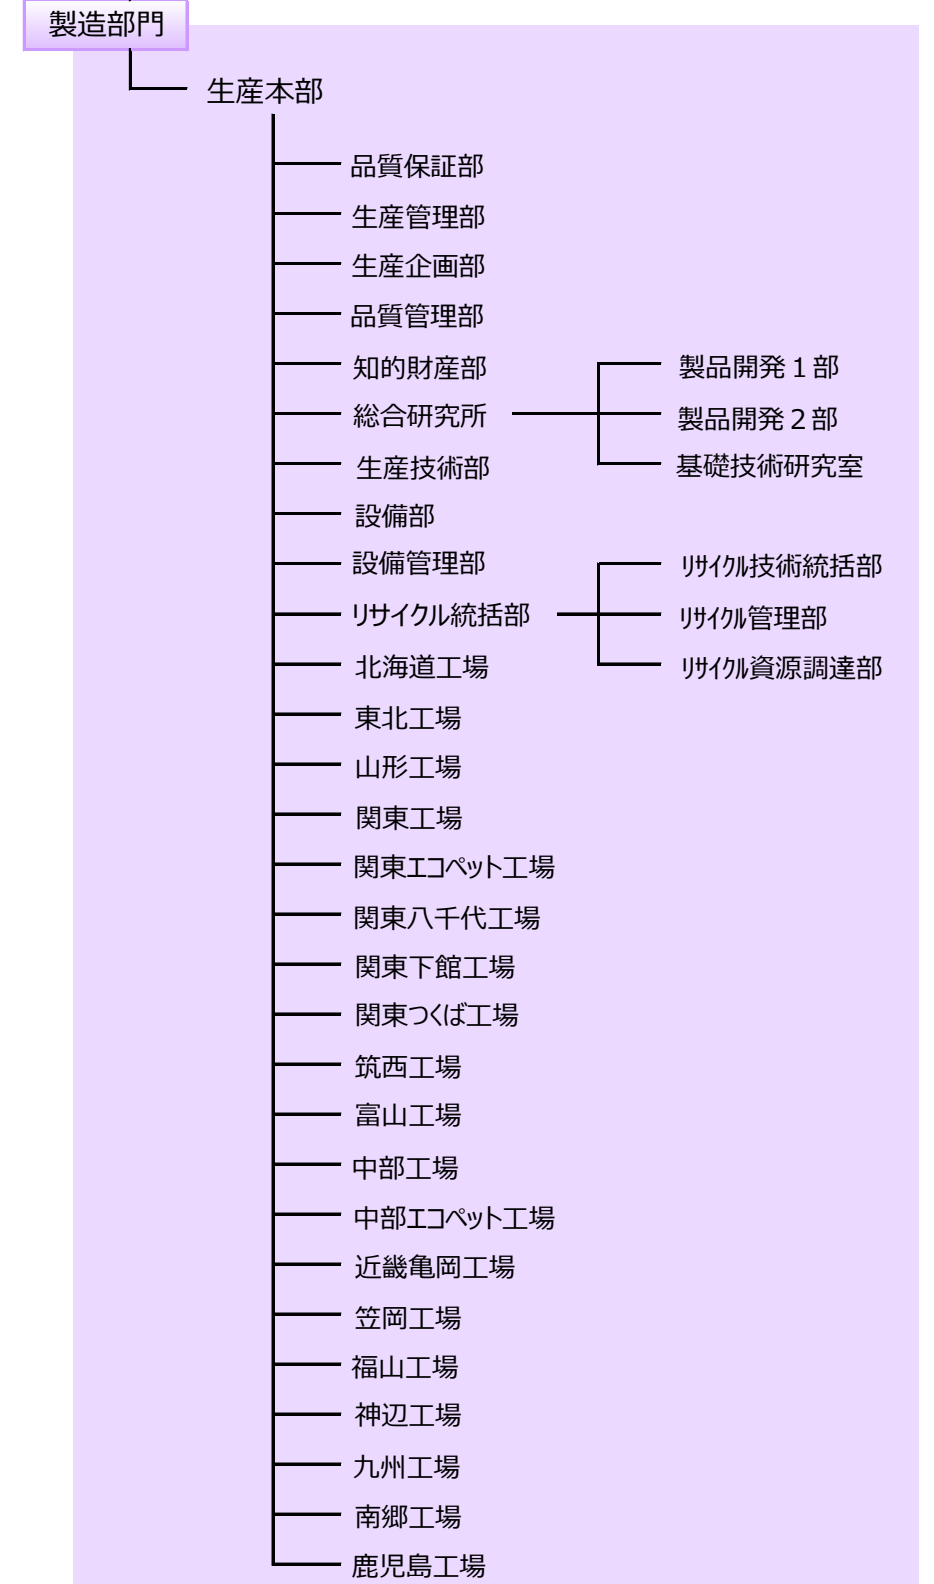 製造部門
生産本部
品質保証部
生産管理部
生産企画部
品質管理部
知的財産部
製品開発１部
総合研究所
製品開発２部
生産技術部
基礎技術研究室
設備部
設備管理部
ﾘｻｲｸﾙ技術統括部
リサイクル統括部
ﾘｻｲｸﾙ管理部
北海道工場
ﾘｻｲｸﾙ資源調達部
東北工場
山形工場
関東工場
関東エコペット工場
関東八千代工場
関東下館工場
関東つくば工場
筑西工場
富山工場
中部工場
中部エコペット工場
近畿亀岡工場
笠岡工場
福山工場
神辺工場
九州工場
南郷工場
鹿児島工場